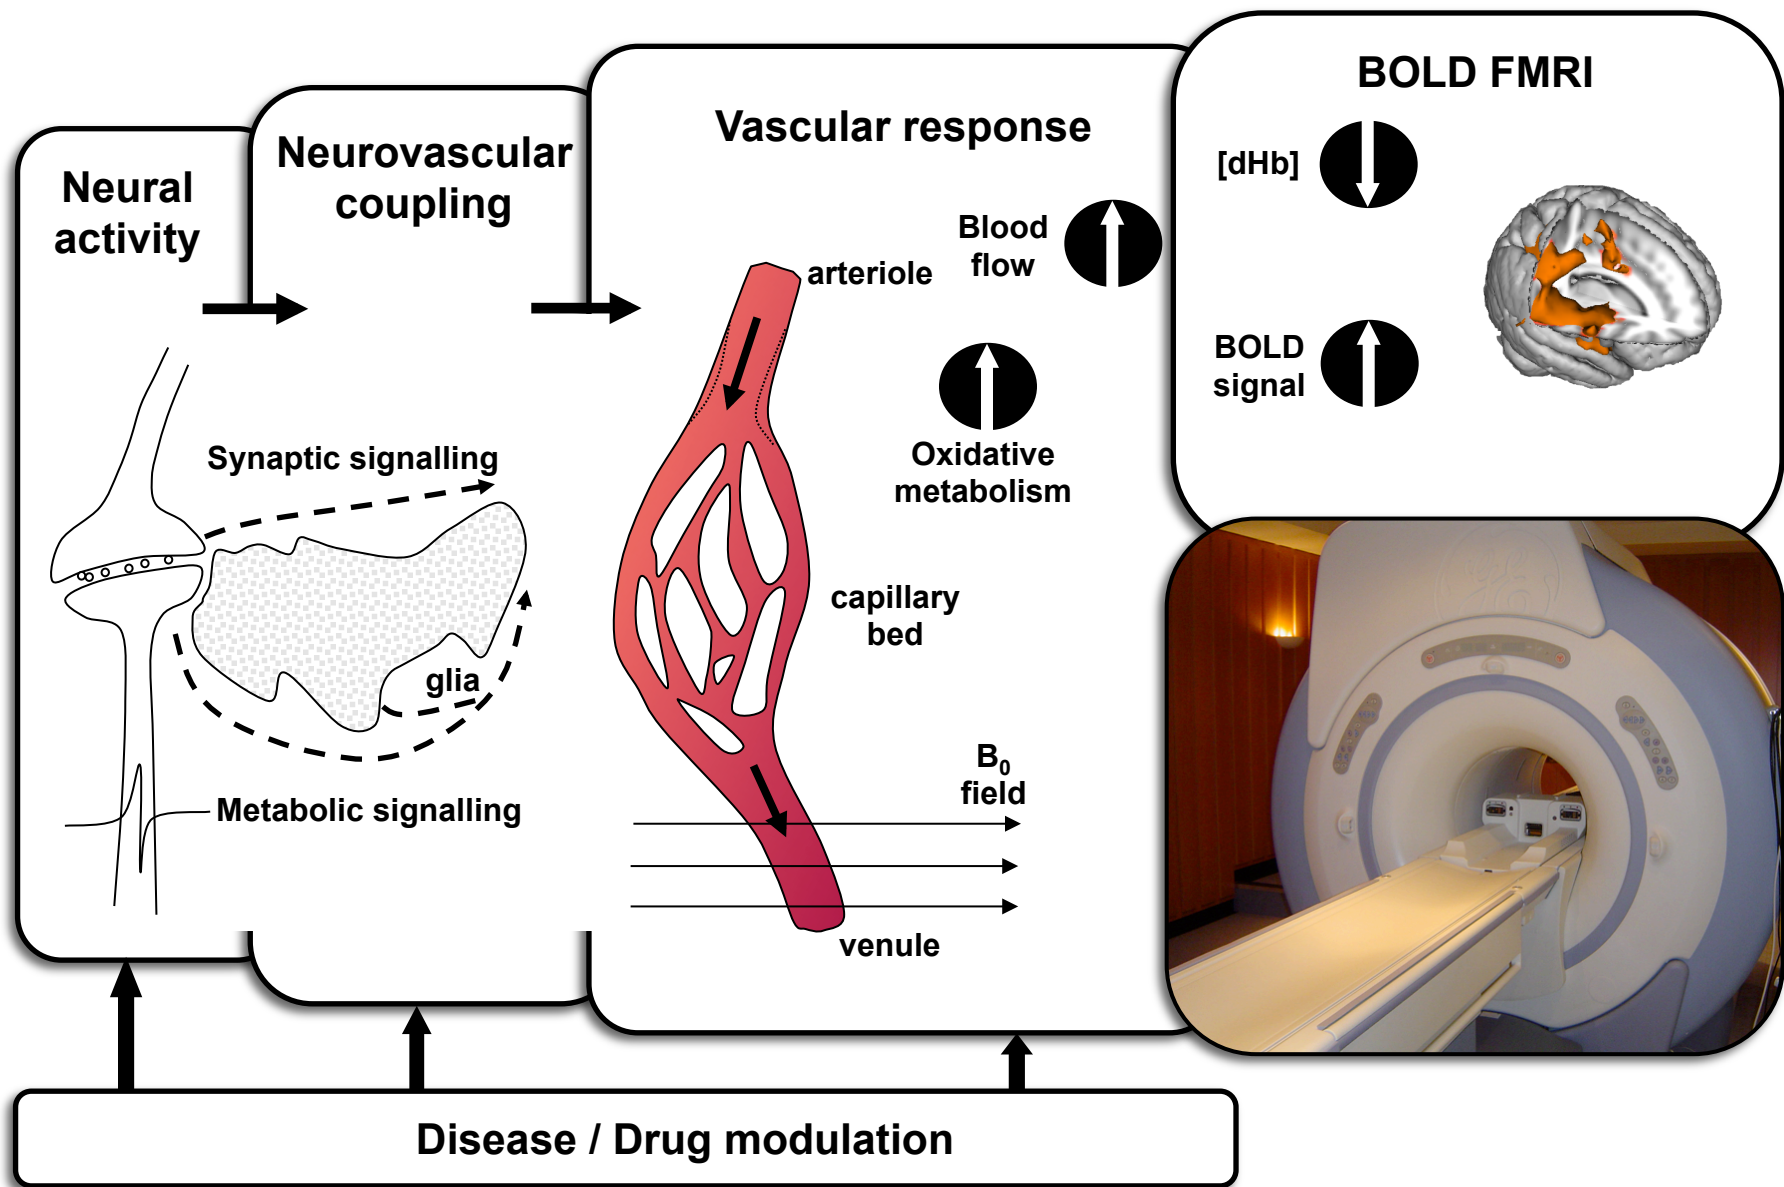 Neural
activity
Neurovascular
coupling
Vascular response
BOLD FMRI
[dHb]
Blood
flow
arteriole
BOLD
signal
Oxidative
metabolism
Synaptic signalling
capillary
bed
glia
B₀
field
Metabolic signalling
venule
Disease / Drug modulation